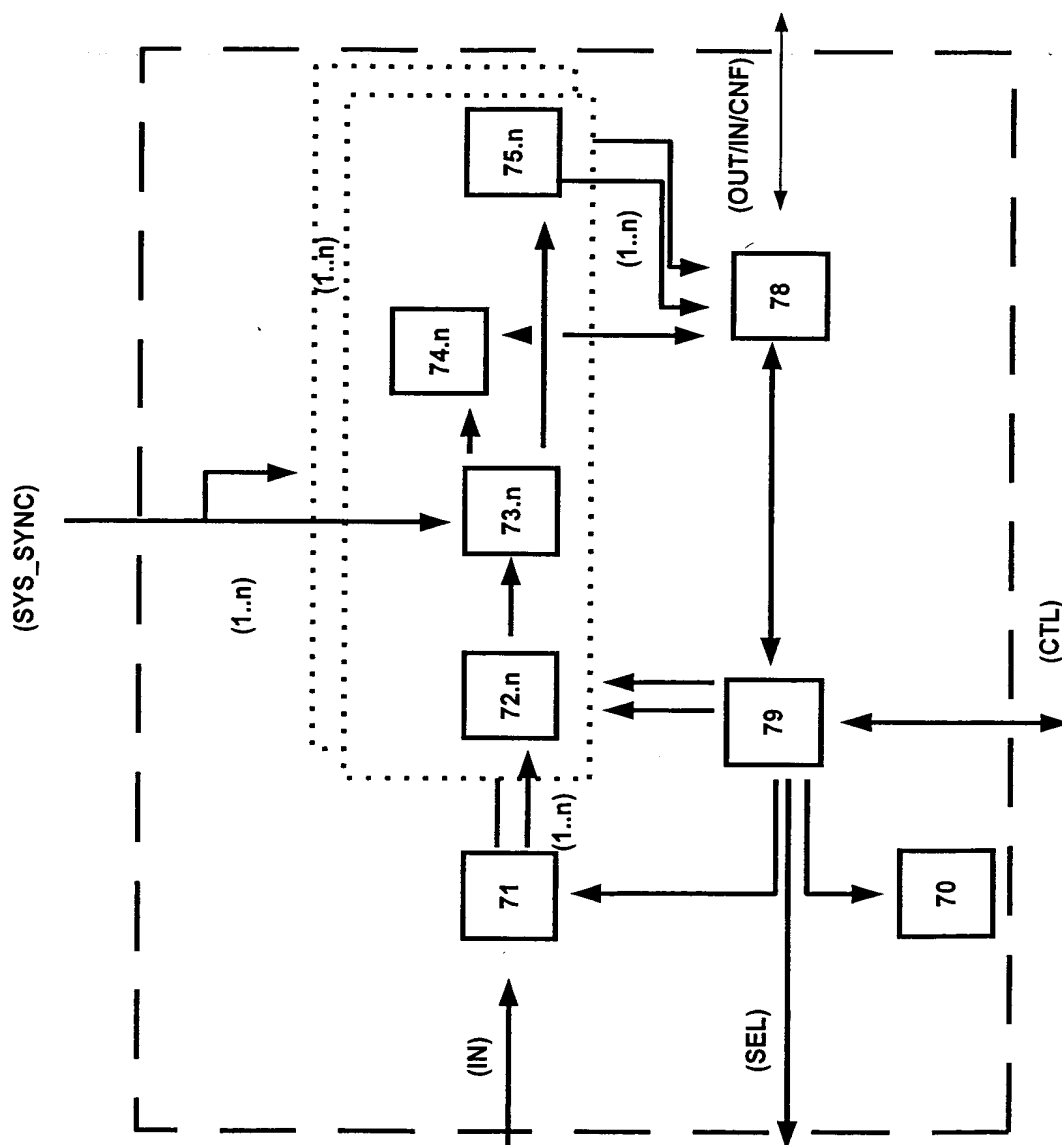 (SYS_SYNC)
(1..n)
(1..n)
75.n
74.n
73.n
72.n
(1..n)
(OUT/IN/CNF)
78
(1..n)
71
79
(CTL)
70
(IN)
(SEL)